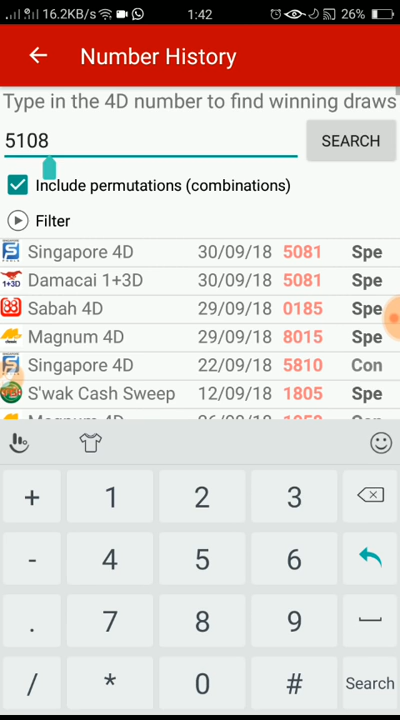 16.2KB/s 1:42 26%
Number History
Type in the 4D number to find winning draws
5108 SEARCH
Include permutations (combinations)
Filter
Singapore 4D 30/09/18 5081 Spe
1+3D Damacai 1+3D 30/09/18 5081 Spe
88 Sabah 4D 29/09/18 0185 Spe
Magnum 4D 29/09/18 8015 Spe
Singapore 4D 22/09/18 5810 Con
S'wak Cash Sweep 12/09/18 1805 Spe
+ 1 2 3
- 4 5 6
. 7 8 9
/ * 0 # Search